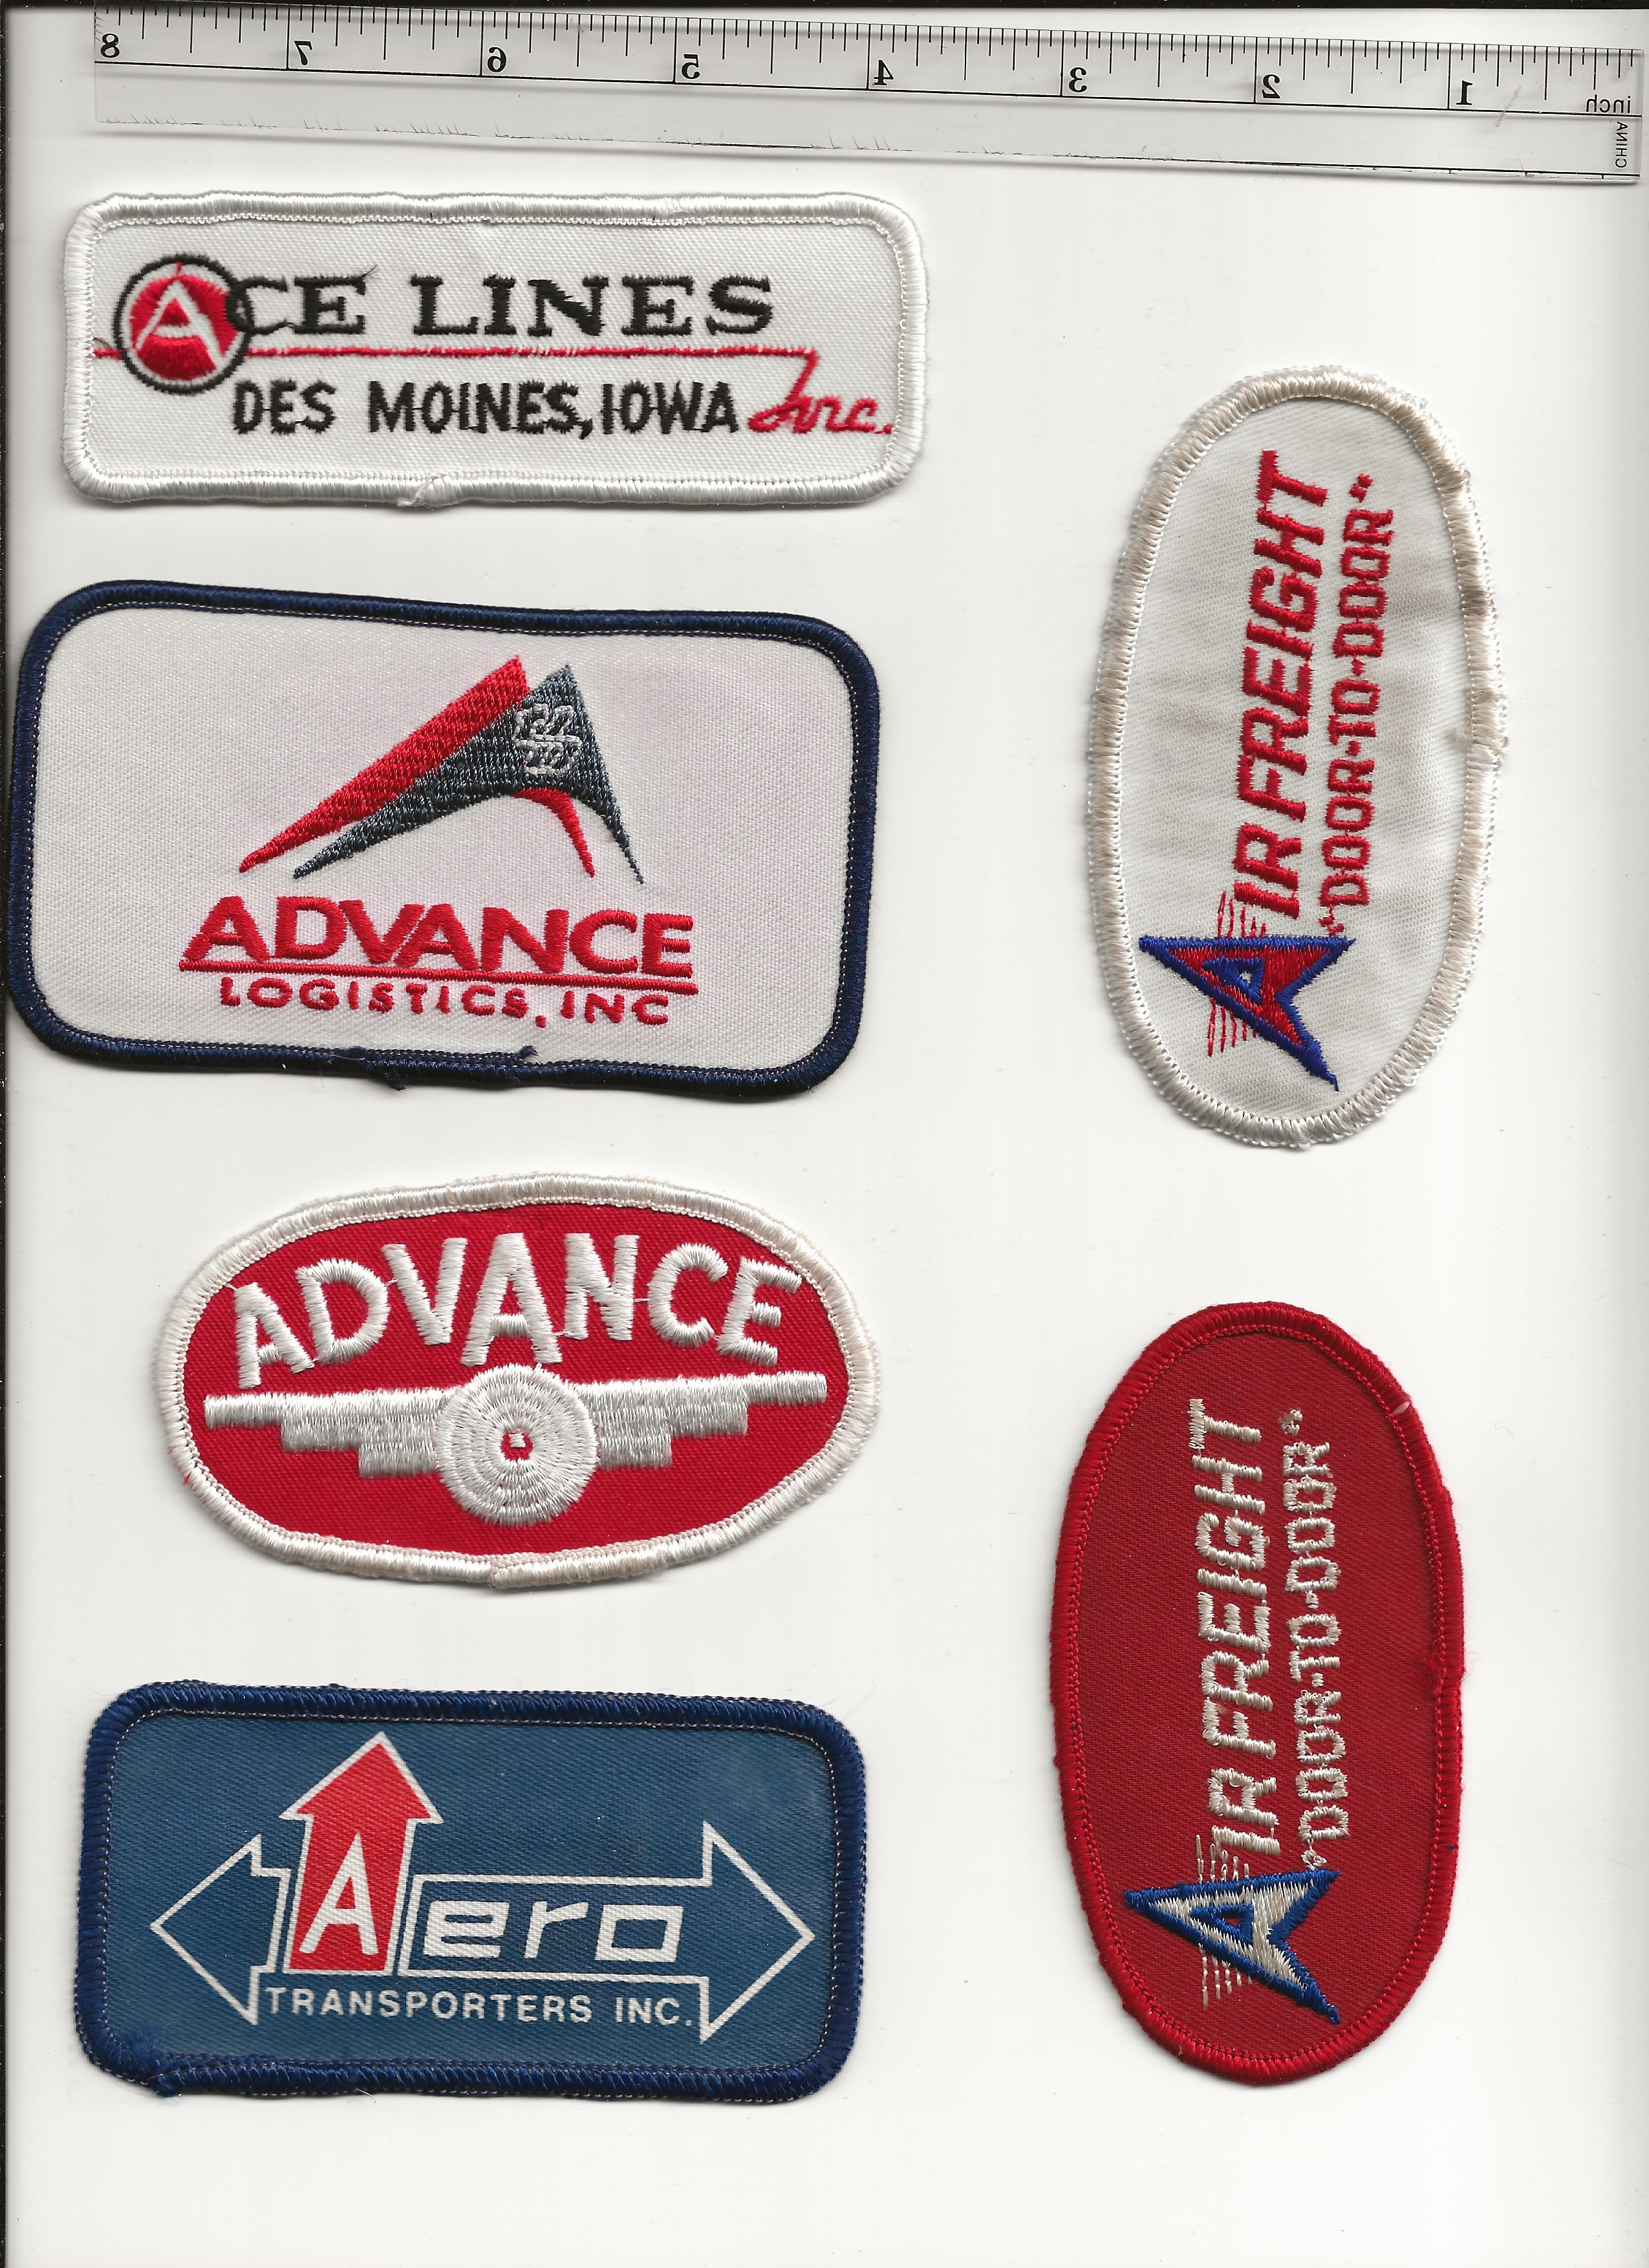 8 7 6 5 4 3 2 1
inch
CHINA
ACE LINES
DES MOINES, IOWA Inc.
ADVANCE
LOGISTICS, INC
ADVANCE
Aero
TRANSPORTERS INC.
AIR FREIGHT
"DOOR-TO-DOOR"
AIR FREIGHT
"DOOR-TO-DOOR"